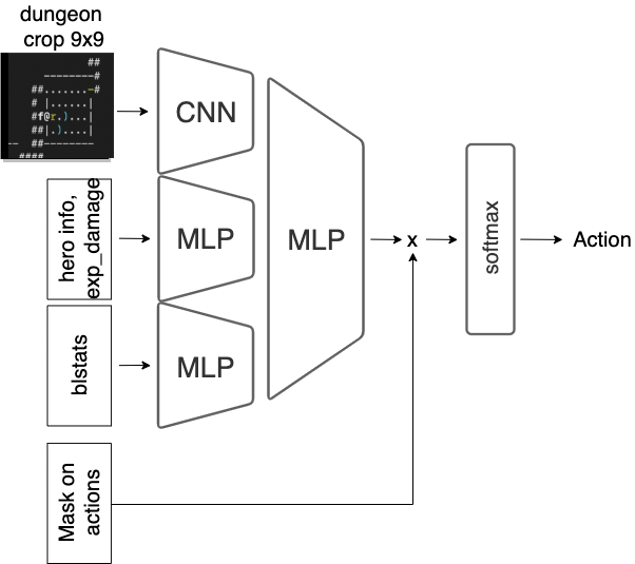 dungeon
crop 9x9
##
--------#
##.......-#
# |......|
#f@r.)...|
##|.)....|
-- ##--------
####
CNN
hero info,
exp_damage
MLP
MLP
x
softmax
Action
blstats
MLP
Mask on
actions